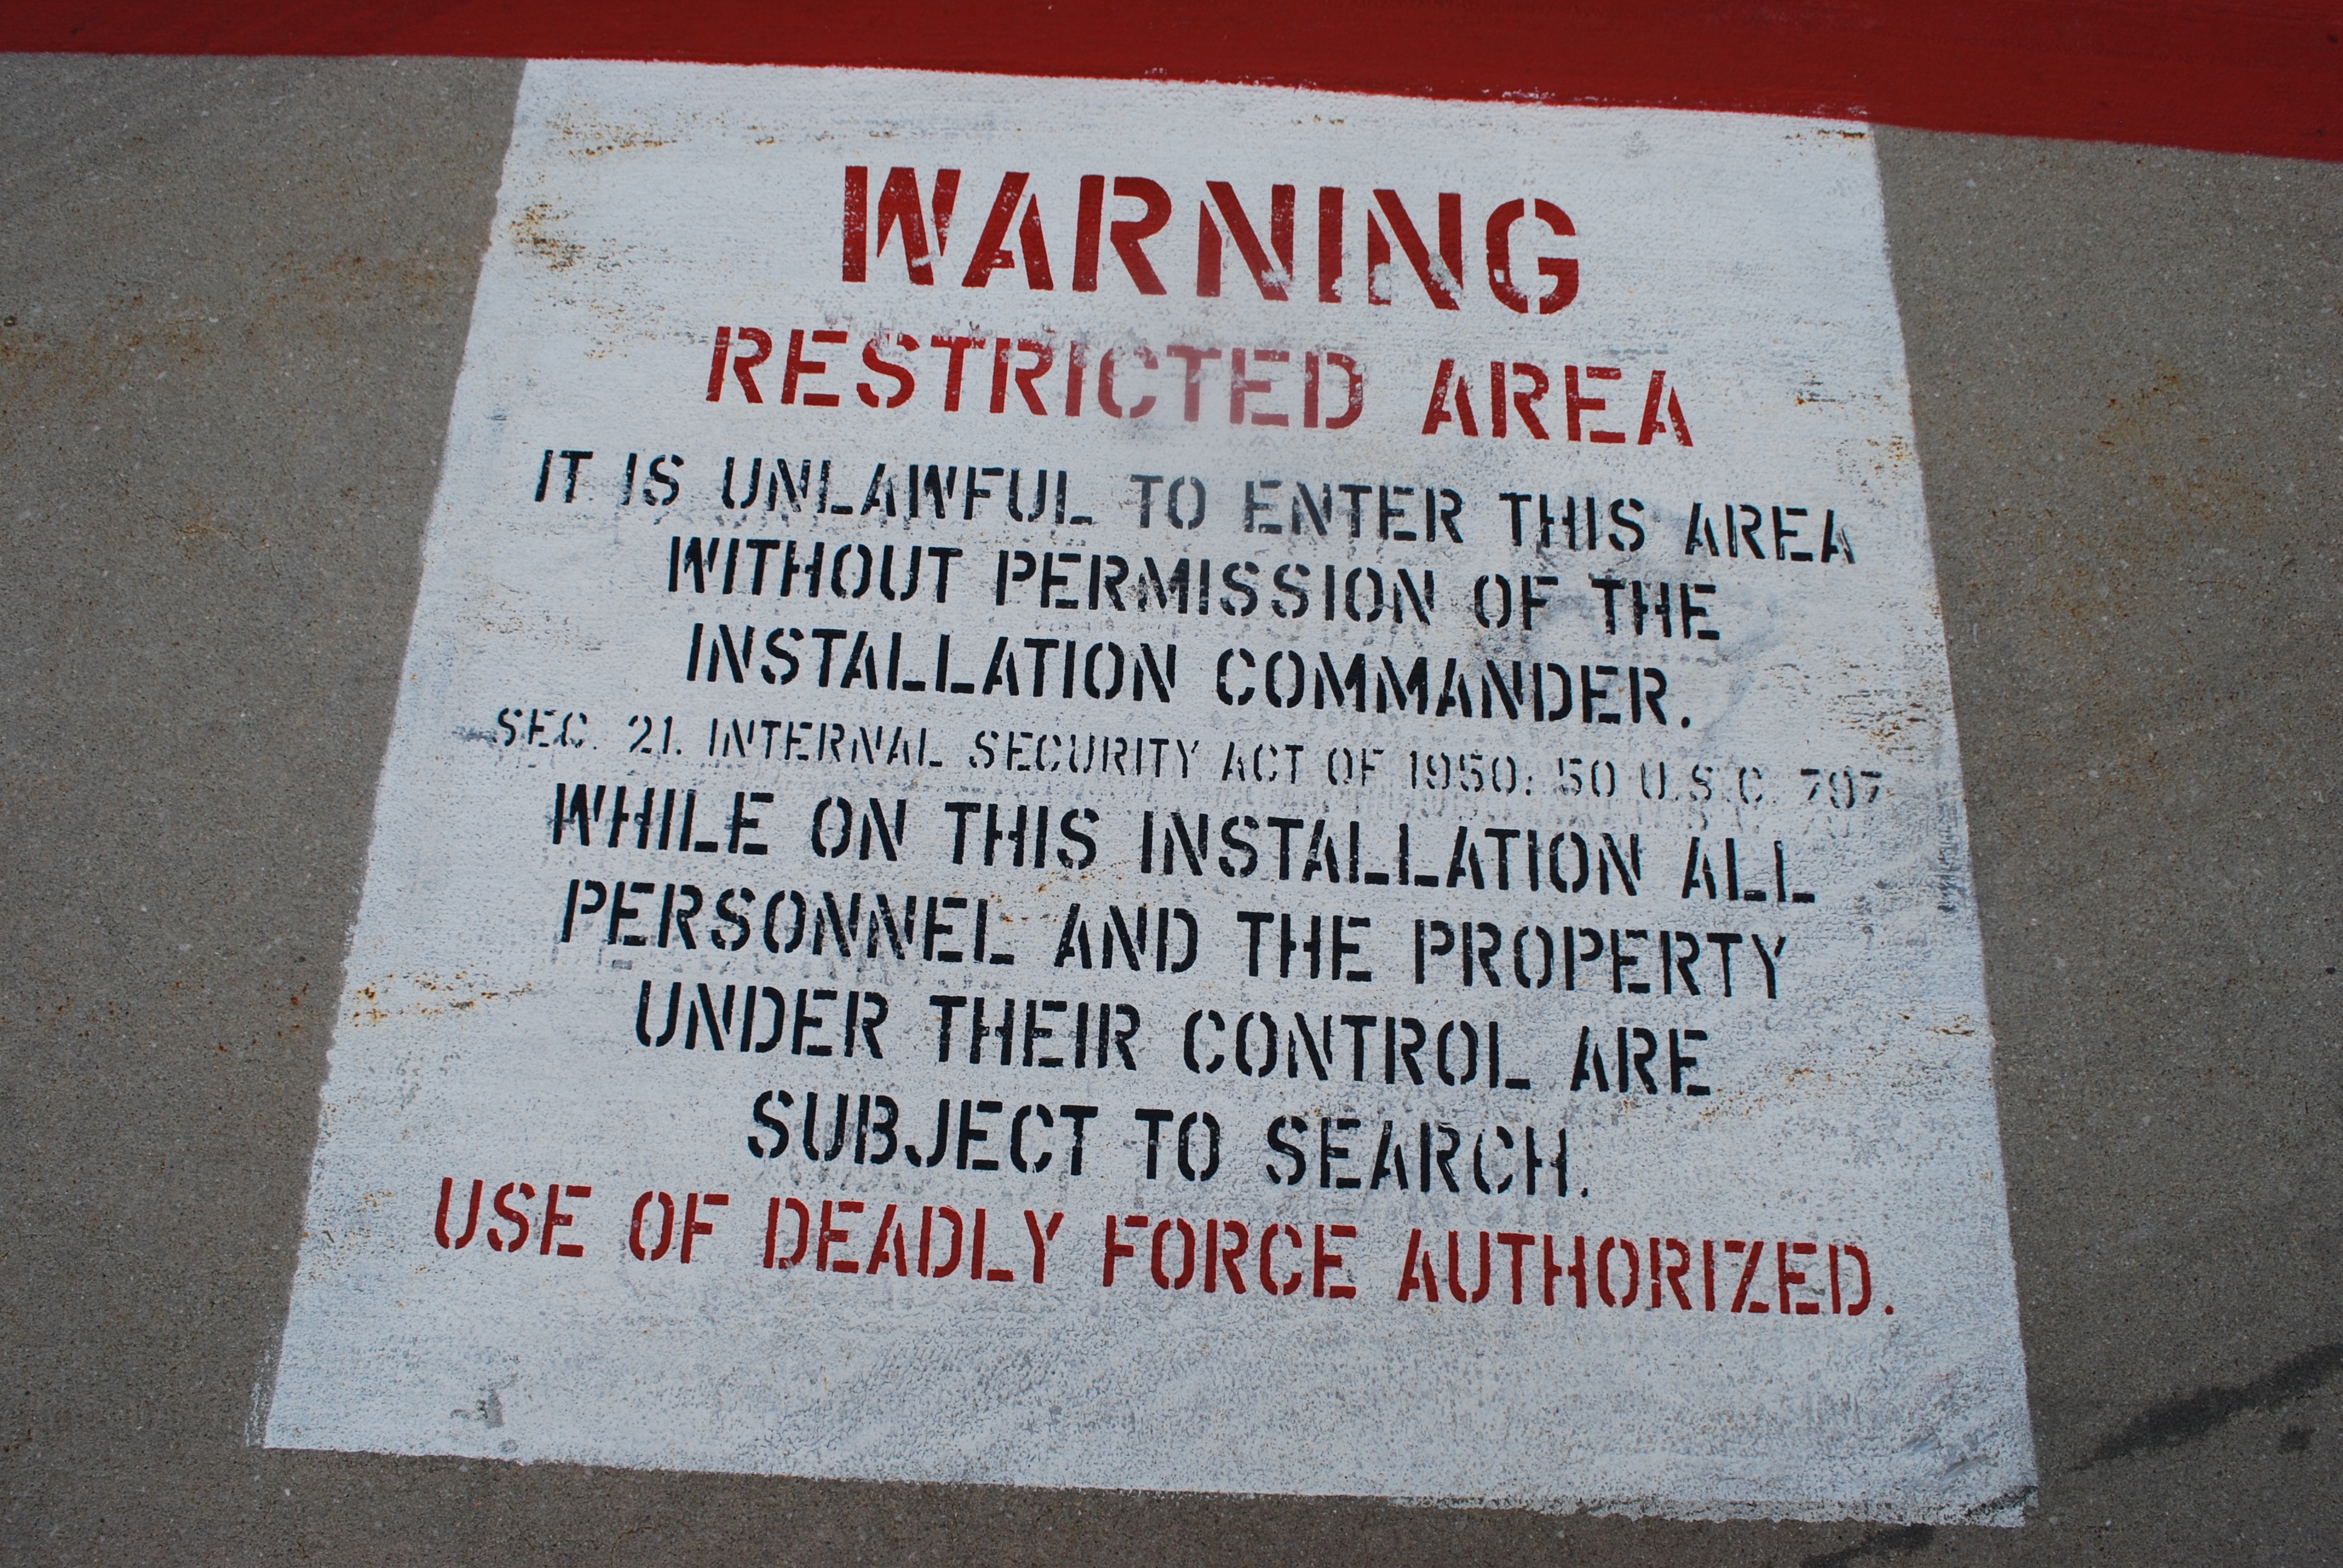 WARNING
RESTRICTED AREA
IT IS UNLAWFUL TO ENTER THIS AREA
WITHOUT PERMISSION OF THE
INSTALLATION COMMANDER.
SEC. 21. INTERNAL SECURITY ACT OF 1950: 50 U.S.C. 797
WHILE ON THIS INSTALLATION ALL
PERSONNEL AND THE PROPERTY
UNDER THEIR CONTROL ARE
SUBJECT TO SEARCH.
USE OF DEADLY FORCE AUTHORIZED.